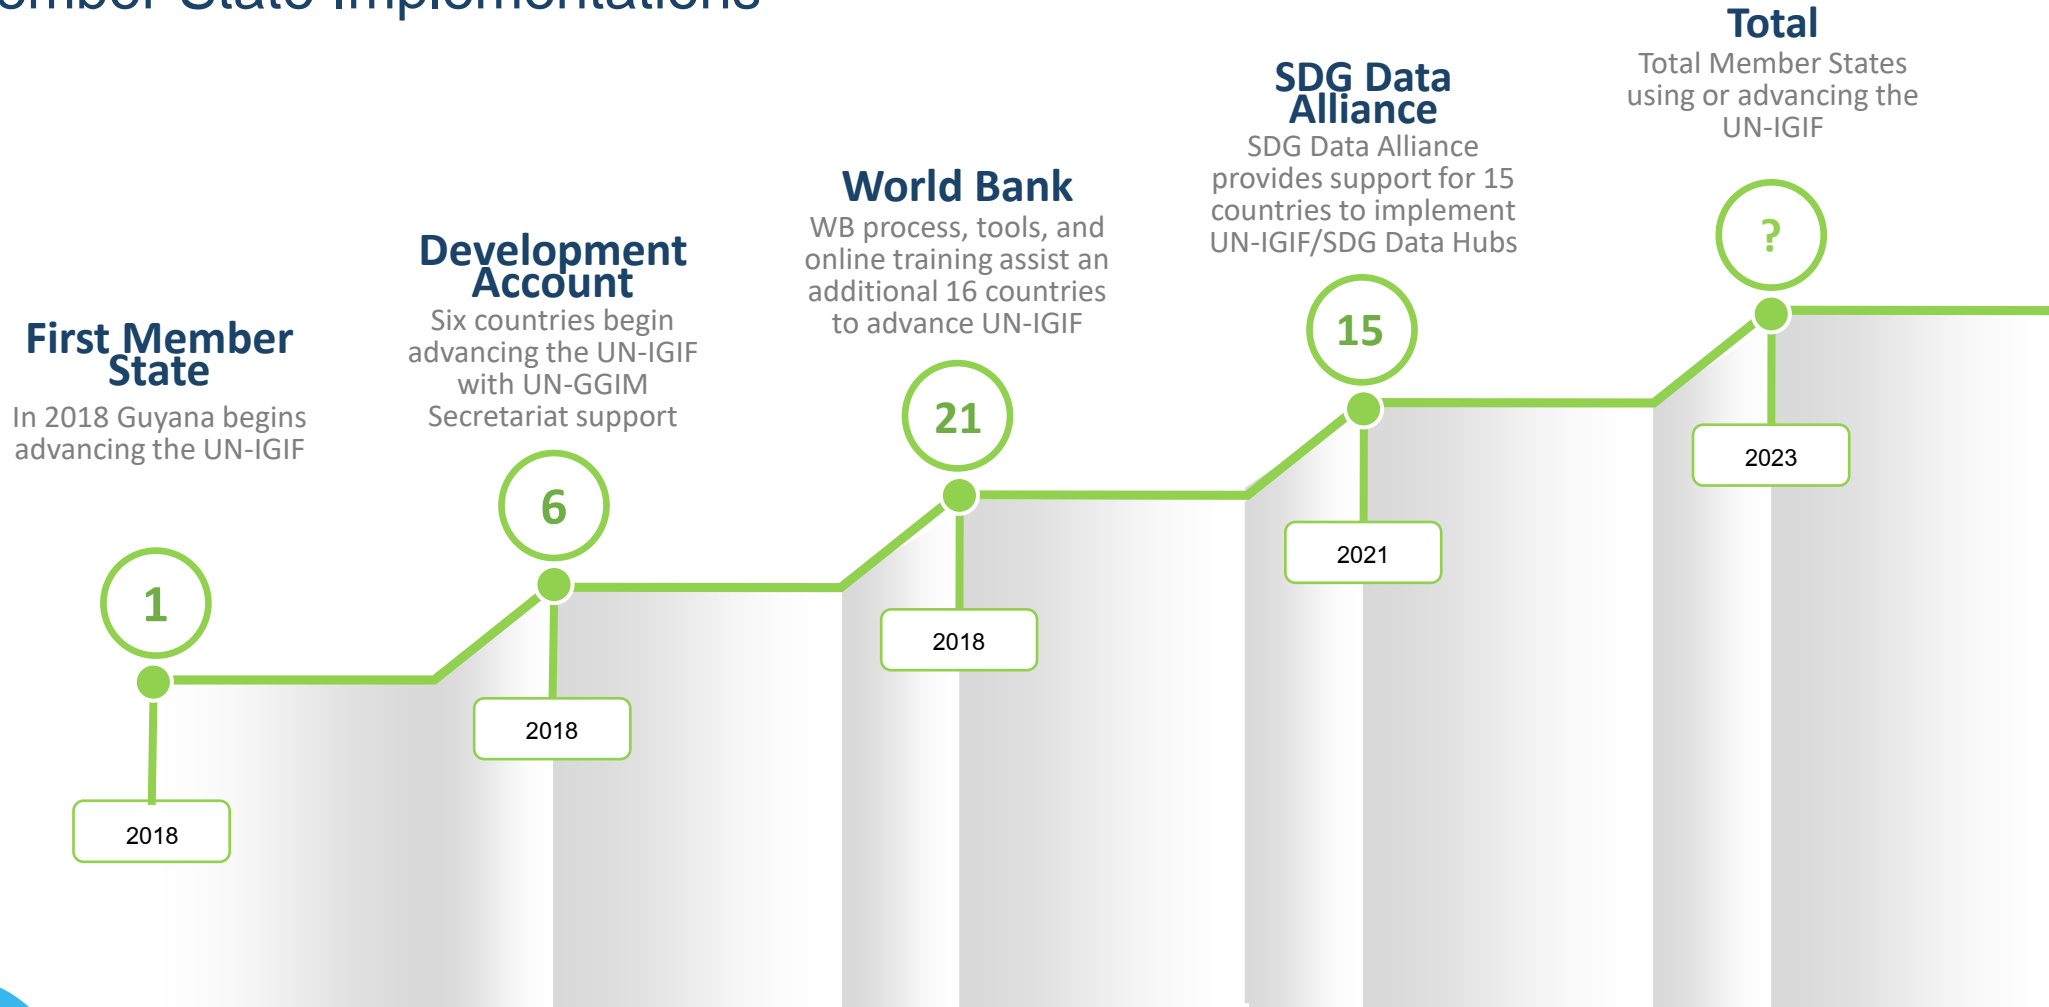 State Implementations
First Member
State
In 2018 Guyana begins
advancing the UN-IGIF
1
2018
Development
Account
Six countries begin
advancing the UN-IGIF
with UN-GGIM
Secretariat support
6
2018
World Bank
WB process, tools, and
online training assist an
additional 16 countries
to advance UN-IGIF
21
2018
SDG Data
Alliance
SDG Data Alliance
provides support for 15
countries to implement
UN-IGIF/SDG Data Hubs
15
2021
Total
Total Member States
using or advancing the
UN-IGIF
?
2023